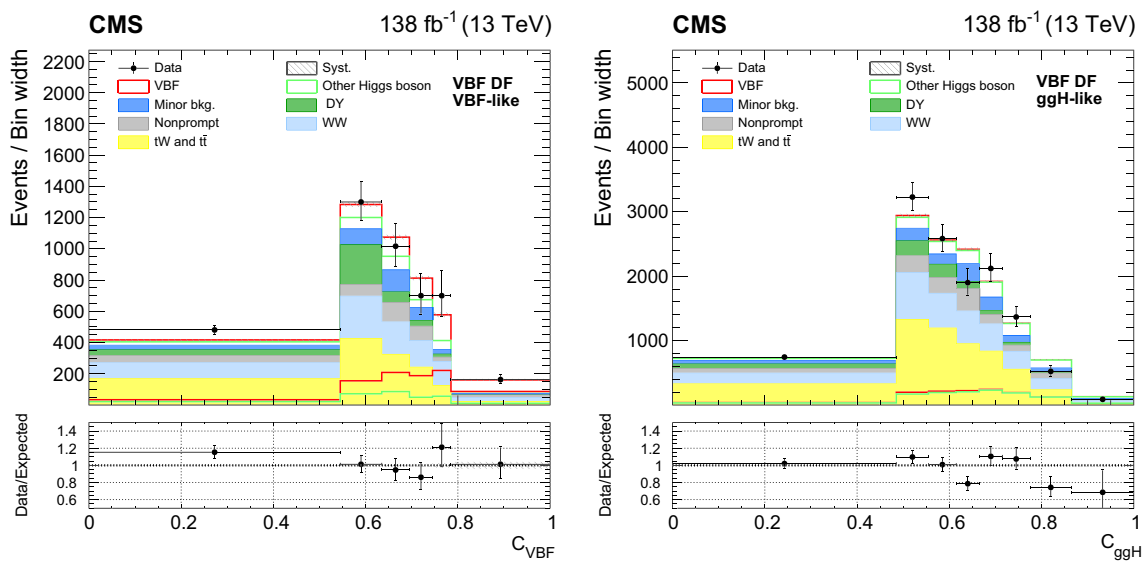 CMS 138 fb⁻¹ (13 TeV)
Events / Bin width
2200
2000
1800
1600
1400
1200
1000
800
600
400
200
Data Syst.
VBF Other Higgs boson
Minor bkg. DY
Nonprompt WW
tW and tt̄
VBF DF
VBF-like
Data/Expected
1.4
1.2
1
0.8
0.6
0 0.2 0.4 0.6 0.8 1
C_VBF
CMS 138 fb⁻¹ (13 TeV)
Events / Bin width
5000
4000
3000
2000
1000
Data Syst.
VBF Other Higgs boson
Minor bkg. DY
Nonprompt WW
tW and tt̄
VBF DF
ggH-like
Data/Expected
1.4
1.2
1
0.8
0.6
0 0.2 0.4 0.6 0.8 1
C_ggH